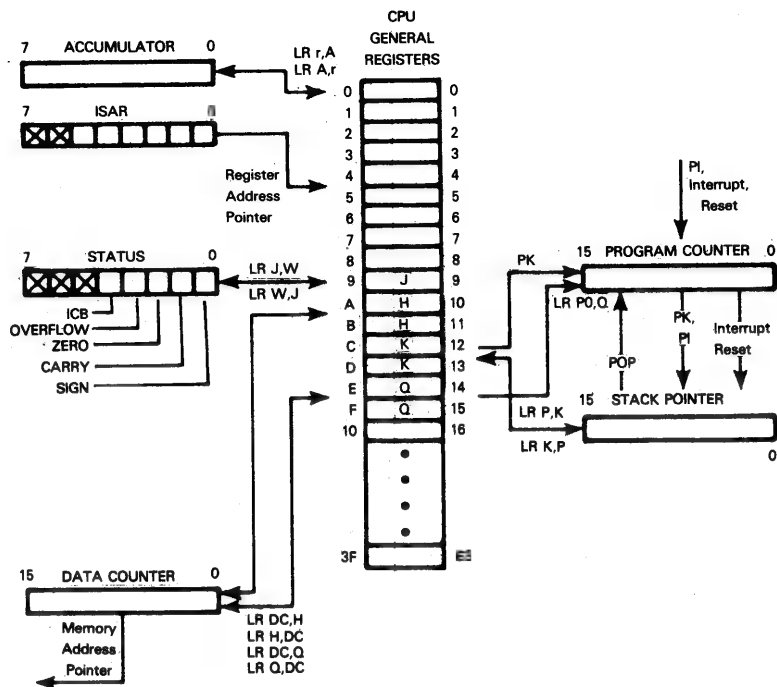 CPU
GENERAL
REGISTERS
7 ACCUMULATOR 0
LR r,A
LR A,r
7 ISAR
Register
Address
Pointer
0 0
1 1
2 2
3 3
4 4
5 5
6 6
7 7
8 8
9 J 9
A H 10
B H 11
C K 12
D K 13
E Q 14
F Q 15
10 16
3F
7 STATUS 0
LR J,W
LR W,J
ICB
OVERFLOW
ZERO
CARRY
SIGN
PI,
Interrupt,
Reset
15 PROGRAM COUNTER 0
PK
LR P0,Q
POP
PK,
PI
Interrupt
Reset
15 STACK POINTER
0
LR P,K
LR K,P
15 DATA COUNTER 0
Memory
Address
Pointer
LR DC,H
LR H,DC
LR DC,Q
LR Q,DC